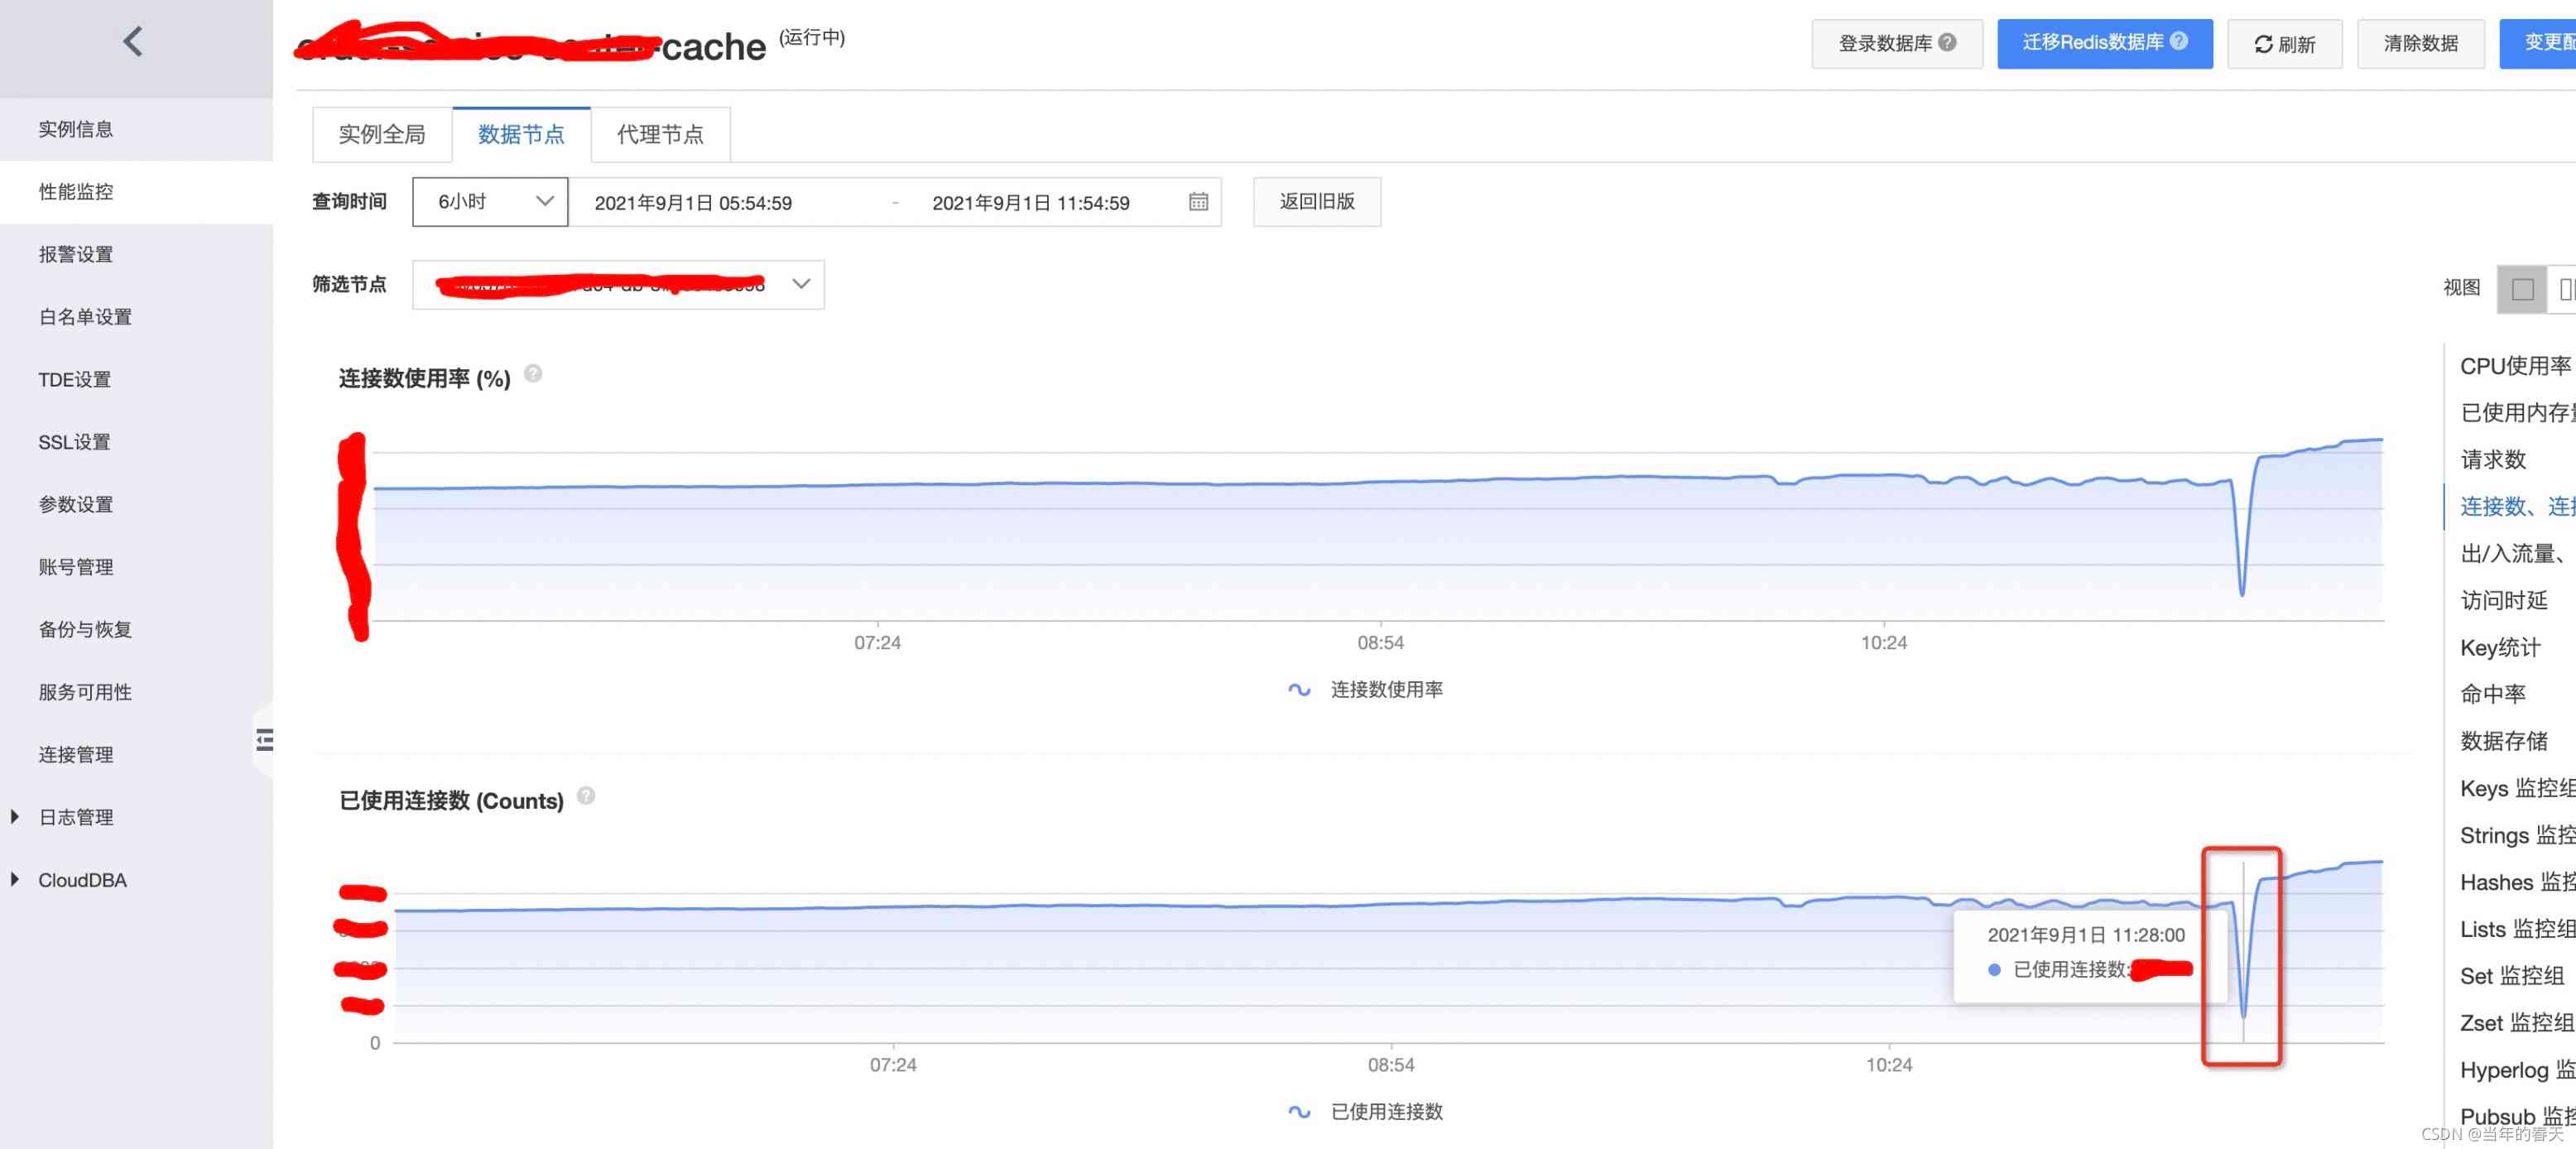 -cache (运行中)
登录数据库 迁移Redis数据库 刷新 清除数据 变更配
实例信息
性能监控
报警设置
白名单设置
TDE设置
SSL设置
参数设置
账号管理
备份与恢复
服务可用性
连接管理
日志管理
CloudDBA
实例全局 数据节点 代理节点
查询时间 6小时 2021年9月1日 05:54:59 - 2021年9月1日 11:54:59 返回旧版
筛选节点
视图
连接数使用率 (%)
07:24 08:54 10:24
连接数使用率
已使用连接数 (Counts)
2021年9月1日 11:28:00
已使用连接数:
0
07:24 08:54 10:24
已使用连接数
CPU使用率
已使用内存量
请求数
连接数、连接
出/入流量、
访问时延
Key统计
命中率
数据存储
Keys 监控组
Strings 监控
Hashes 监控
Lists 监控组
Set 监控组
Zset 监控组
Hyperlog 监
Pubsub 监控
CSDN @当年的春天